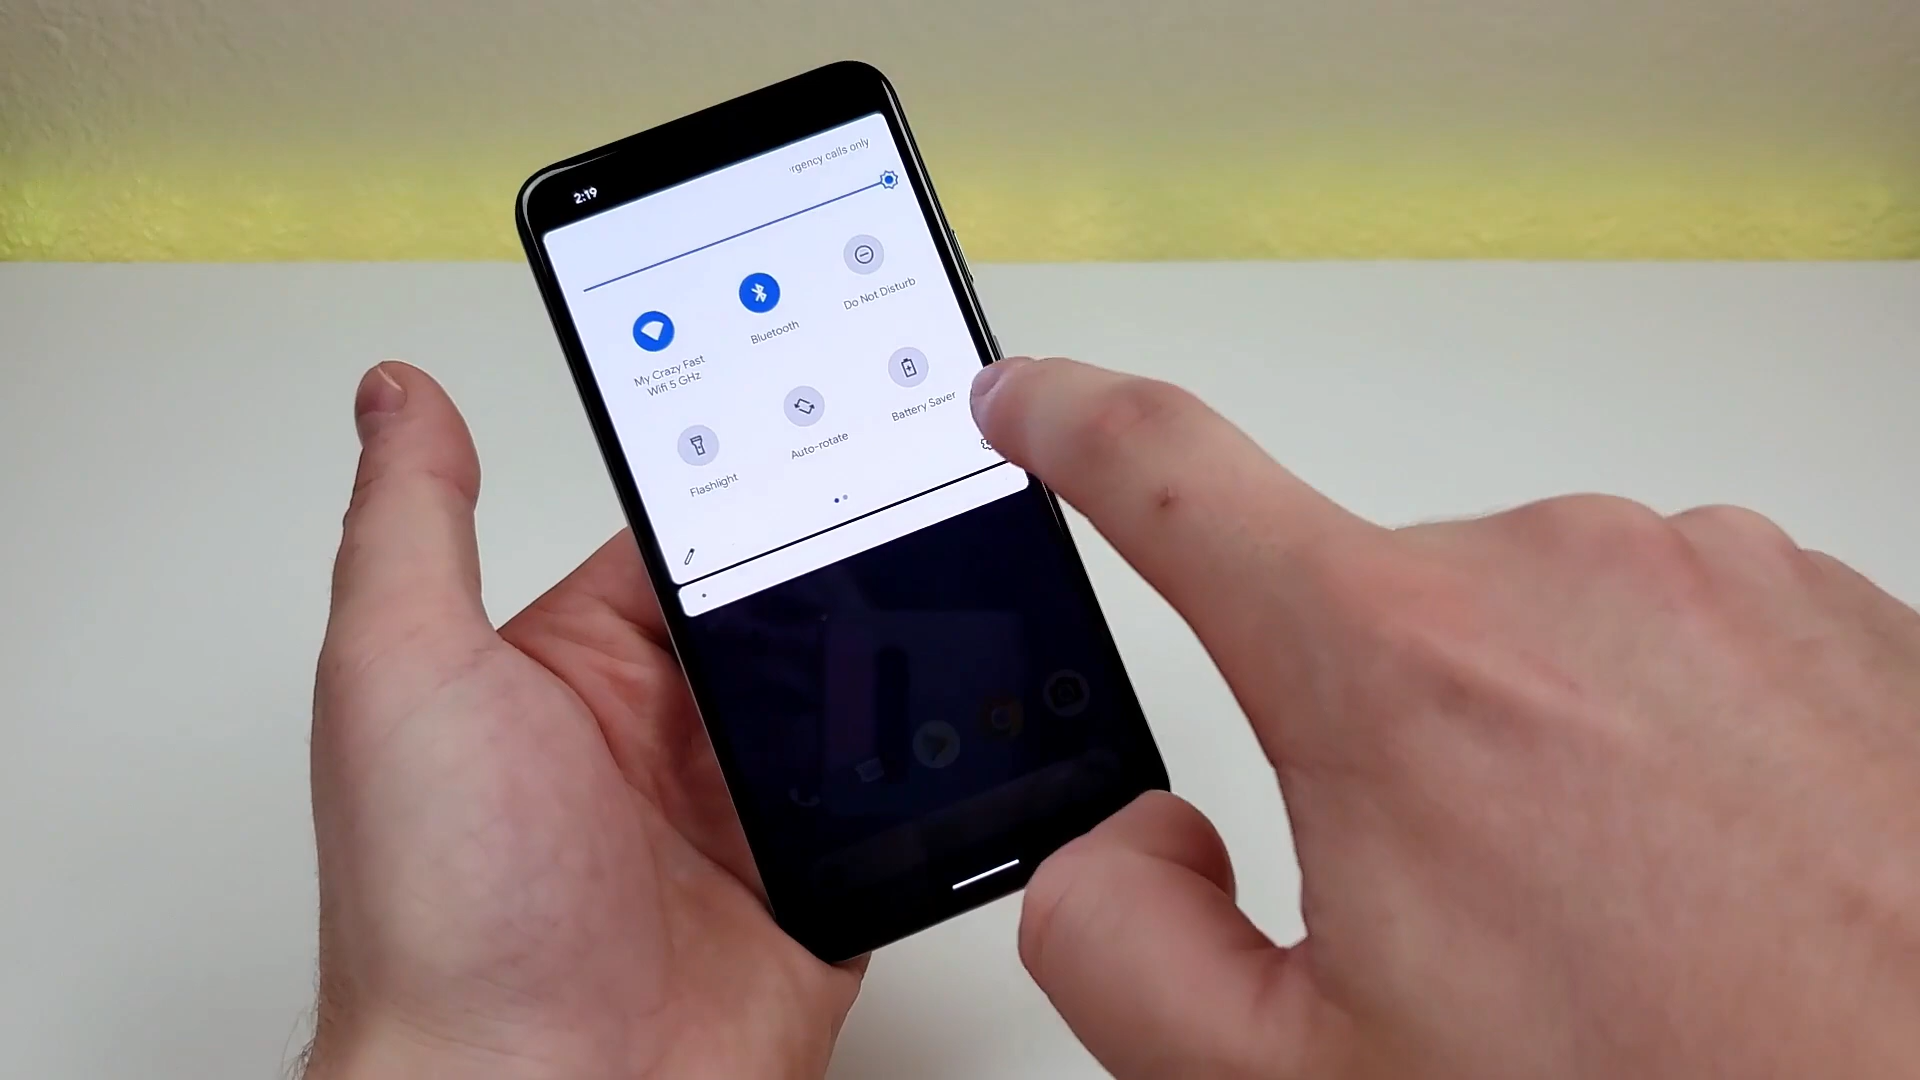 2:19
rgency calls only
My Crazy Fast
Wifi 5 GHz
Bluetooth
Do Not Disturb
Flashlight
Auto-rotate
Battery Saver